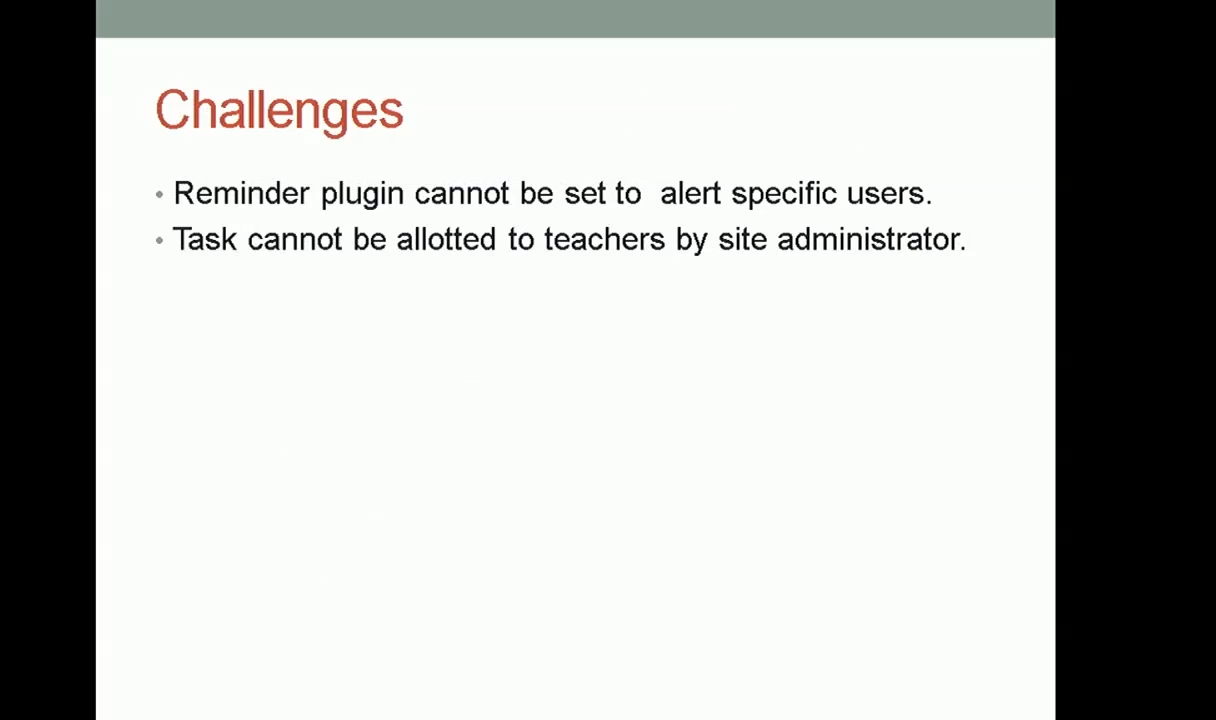 Challenges
• Reminder plugin cannot be set to  alert specific users.
• Task cannot be allotted to teachers by site administrator.